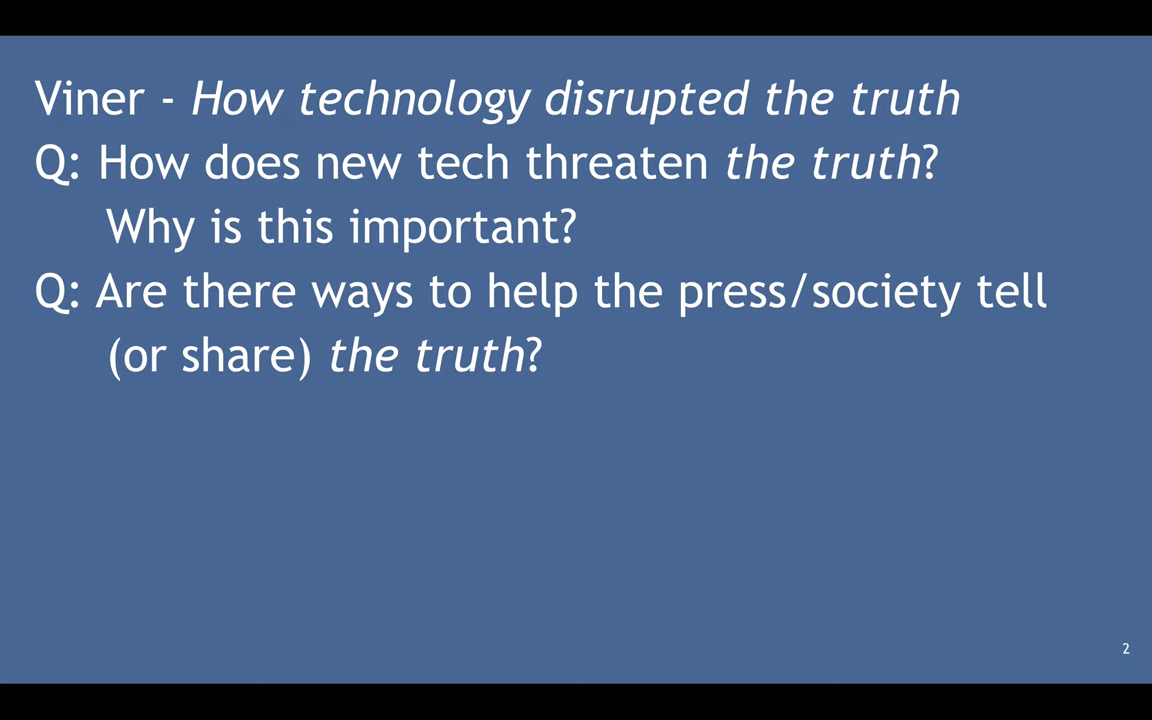 Viner - How technology disrupted the truth
Q: How does new tech threaten the truth?
Why is this important?
Q: Are there ways to help the press/society tell
(or share) the truth?
2